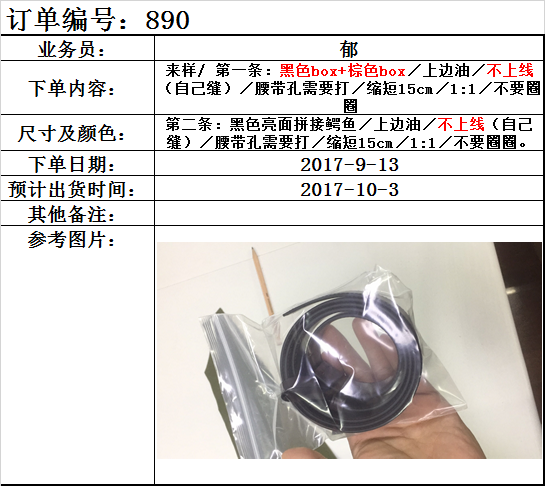 订单编号：890
业务员：
郁
下单内容：
来样/ 第一条：黑色box+棕色box／上边油／不上线
（自己缝）／腰带孔需要打／缩短15cm／1:1／不要圈
圈
尺寸及颜色：
第二条：黑色亮面拼接鳄鱼／上边油／不上线（自己
缝）／腰带孔需要打／缩短15cm／1:1／不要圈圈。
下单日期：
2017-9-13
预计出货时间：
2017-10-3
其他备注：
参考图片：